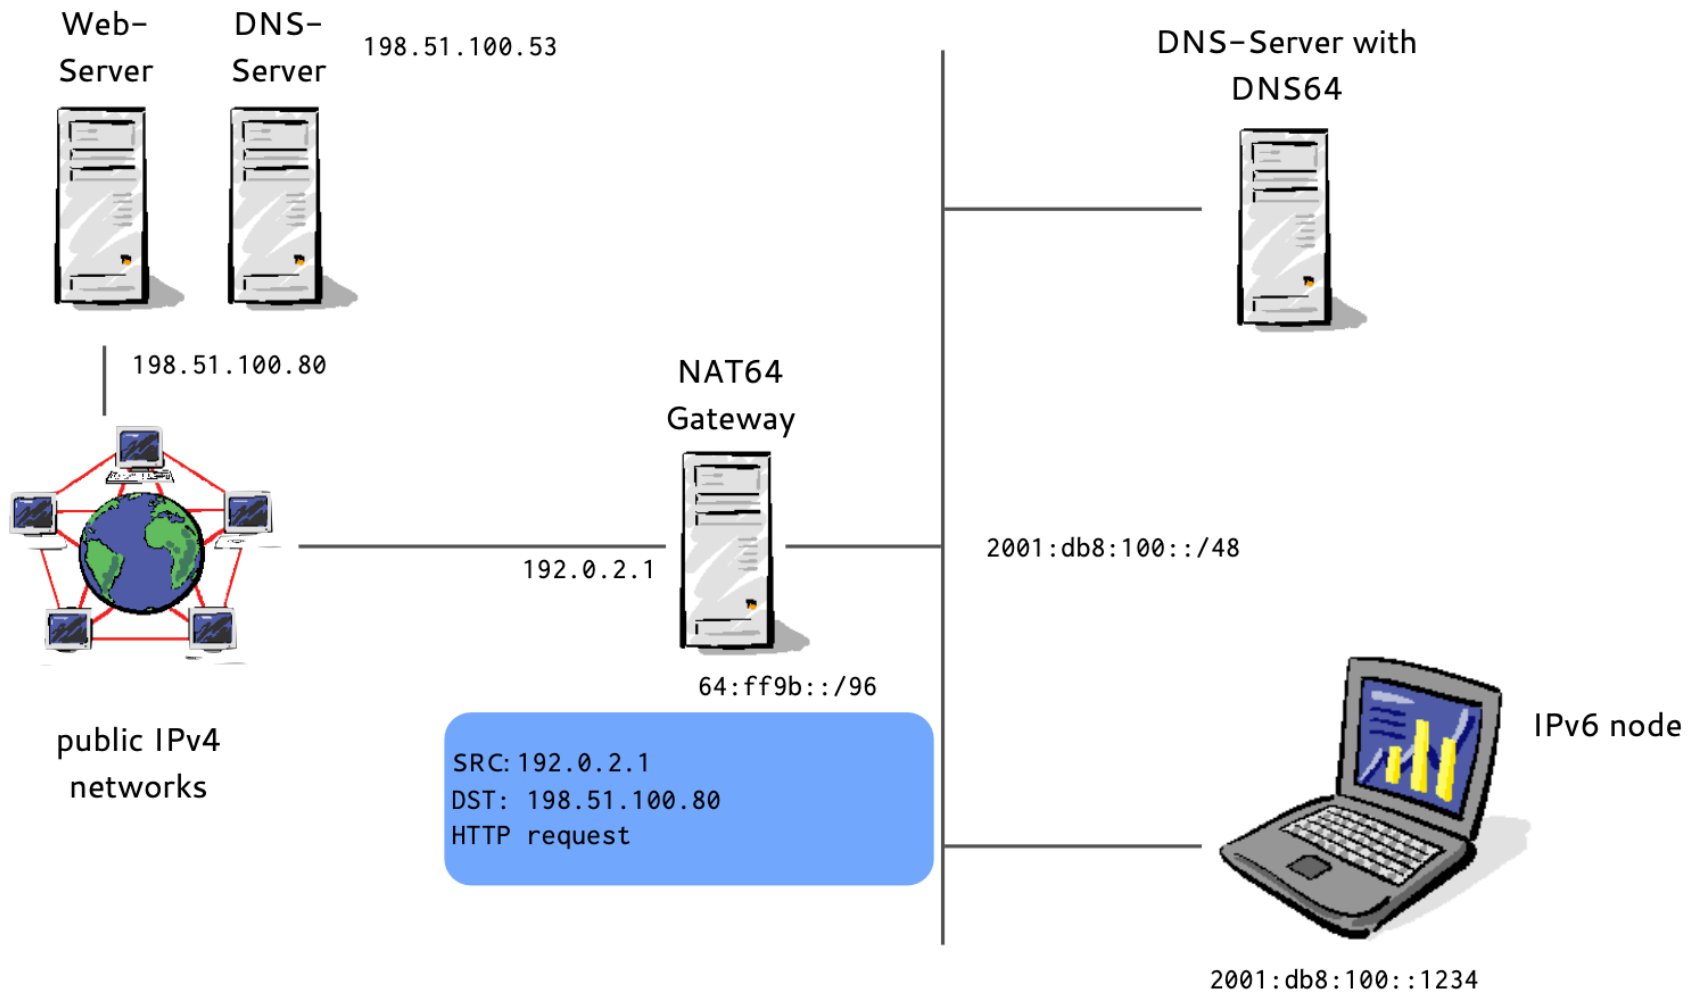 Web-
Server
DNS-
Server
198.51.100.53
DNS-Server with
DNS64
198.51.100.80
NAT64
Gateway
192.0.2.1
2001:db8:100::/48
64:ff9b::/96
public IPv4
networks
SRC: 192.0.2.1
DST: 198.51.100.80
HTTP request
IPv6 node
2001:db8:100::1234